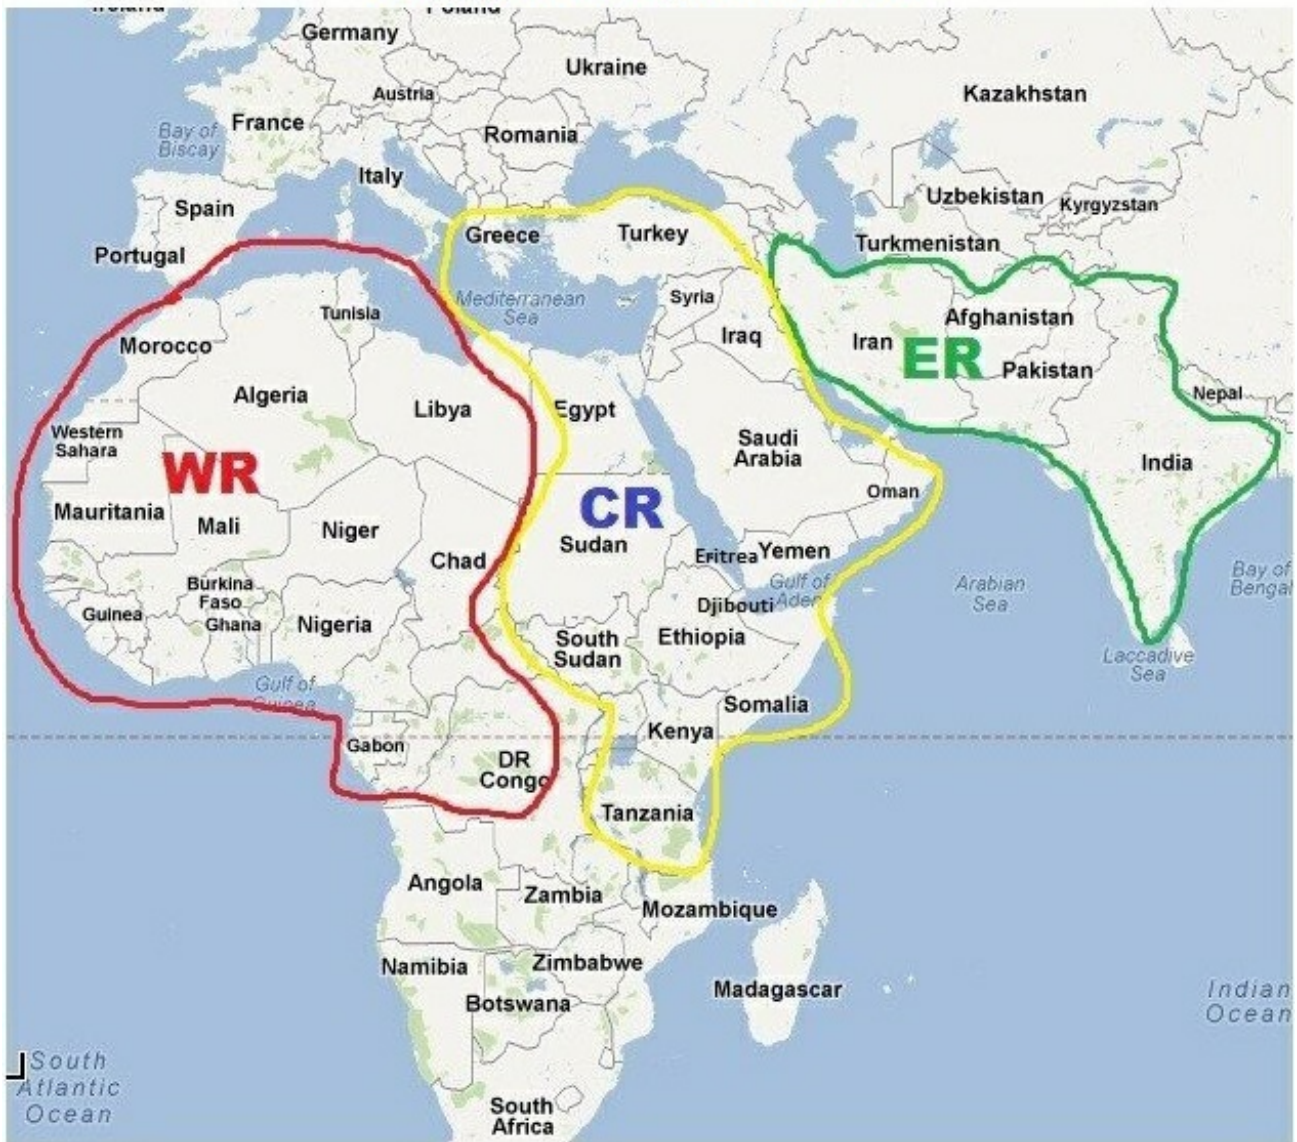 Ireland
Poland
Germany
Ukraine
Kazakhstan
Austria
France
Bay of
Biscay
Romania
Italy
Uzbekistan
Kyrgyzstan
Spain
Greece
Turkey
Turkmenistan
Portugal
Mediterranean
Sea
Syria
Tunisia
Afghanistan
Morocco
Iraq
Iran
ER
Pakistan
Nepal
Algeria
Libya
Egypt
Western
Sahara
Saudi
Arabia
India
WR
Oman
CR
Mauritania
Mali
Niger
Sudan
Chad
Eritrea
Yemen
Burkina
Faso
Gulf of
Aden
Arabian
Sea
Bay of
Bengal
Guinea
Ghana
Nigeria
Djibouti
South
Sudan
Ethiopia
Laccadive
Sea
Gulf of
Guinea
Somalia
Gabon
Kenya
DR
Congo
Tanzania
Angola
Zambia
Mozambique
Namibia
Zimbabwe
Botswana
Madagascar
Indian
Ocean
South
Atlantic
Ocean
South
Africa